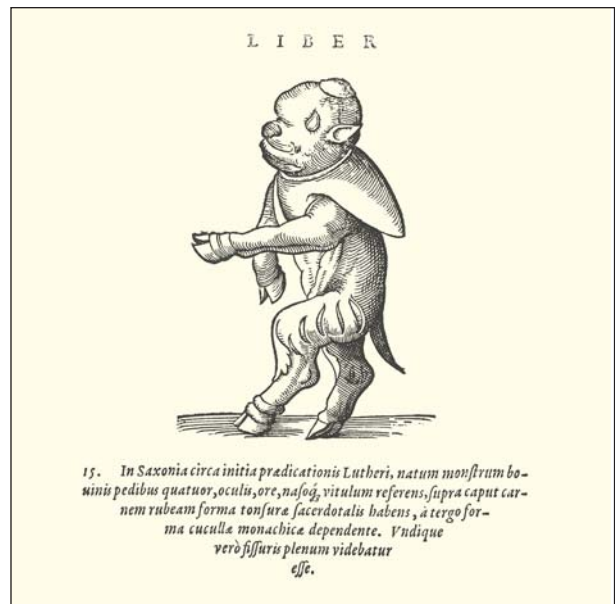 LIBER
15. In Saxonia circa initia prædicationis Lutheri, natum monſtrum bo-
uinis pedibus quatuor, oculis, ore, naſoq́;, vitulum referens, ſupra caput car-
nem rubeam forma tonſuræ ſacerdotalis habens, à tergo for-
ma cucullæ monachicæ dependente. Vndique
verò fiſſuris plenum videbatur
eſſe.